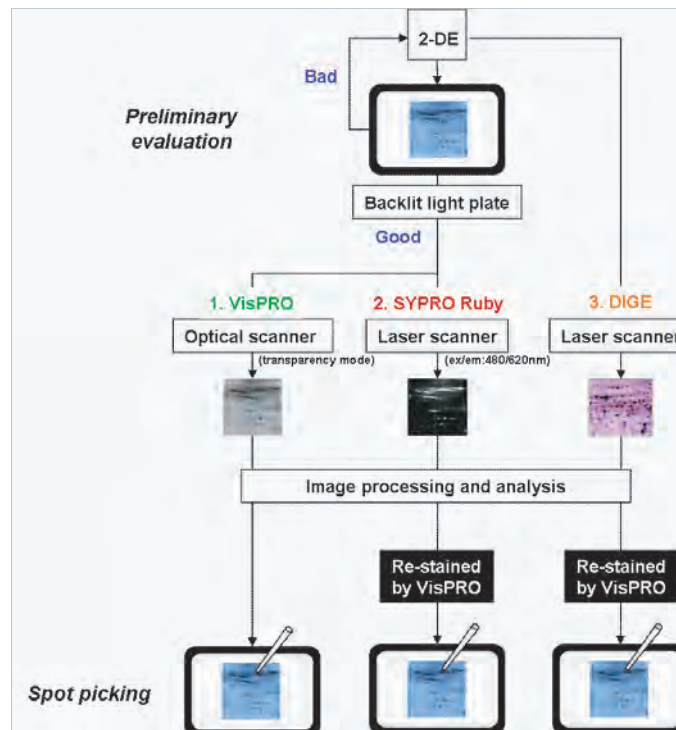 2-DE
Bad
Preliminary
evaluation
Backlit light plate
Good
1. VisPRO
2. SYPRO Ruby
3. DIGE
Optical scanner
Laser scanner
Laser scanner
(transparency mode)
(ex/em:480/620nm)
Image processing and analysis
Re-stained
by VisPRO
Re-stained
by VisPRO
Spot picking